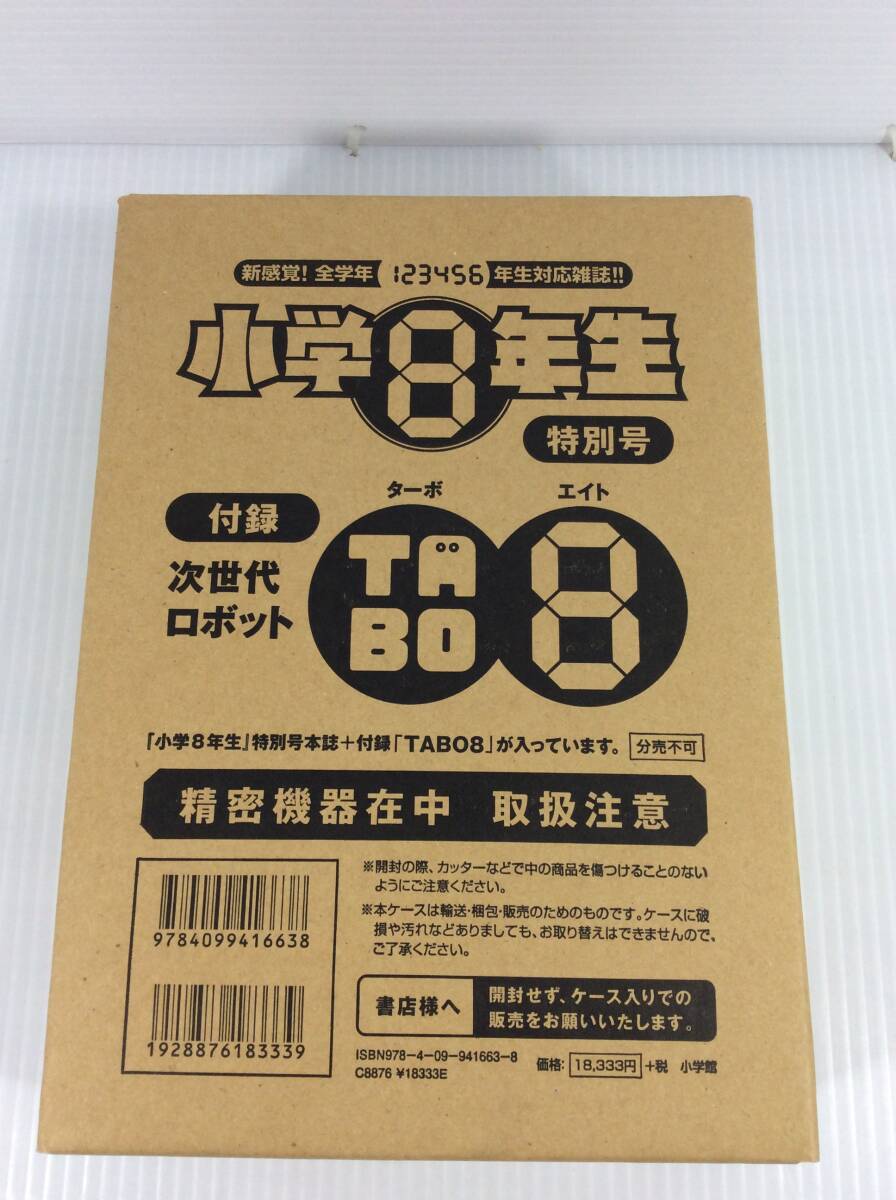 新感覚！全学年 123456 年生対応雑誌!!
小学8年生
特別号
付録
次世代
ロボット
ターボ エイト
TABO 8
『小学8年生』特別号本誌＋付録「TABO8」が入っています。 分売不可
精密機器在中 取扱注意
9784099416638
1928876183339
※開封の際、カッターなどで中の商品を傷つけることのない
ようにご注意ください。
※本ケースは輸送・梱包・販売のためのものです。ケースに破
損や汚れなどありましても、お取り替えはできませんので、
ご了承ください。
書店様へ
開封せず、ケース入りでの
販売をお願いいたします。
ISBN978-4-09-941663-8
C8876 ¥18333E
価格: 18,333円 +税 小学館